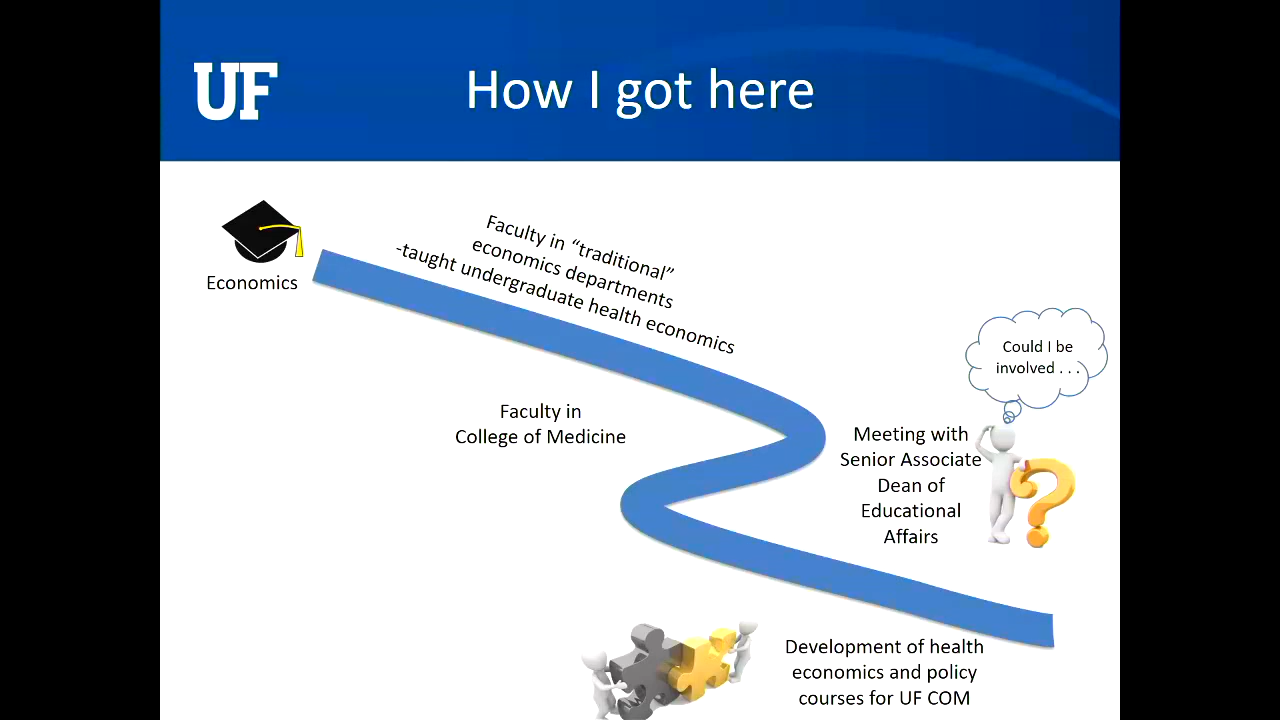 UF
How I got here
Economics
Faculty in “traditional”
economics departments
-taught undergraduate health economics
Faculty in
College of Medicine
Could I be
involved . . .
Meeting with
Senior Associate
Dean of
Educational
Affairs
Development of health
economics and policy
courses for UF COM